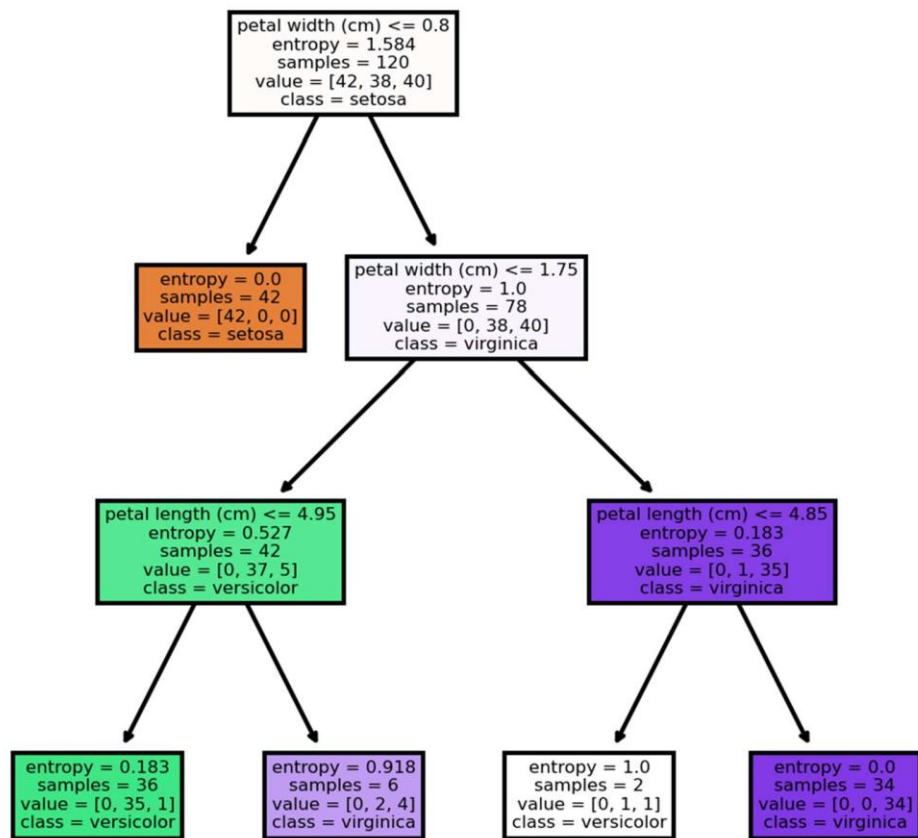 petal width (cm) <= 0.8
entropy = 1.584
samples = 120
value = [42, 38, 40]
class = setosa
entropy = 0.0
samples = 42
value = [42, 0, 0]
class = setosa
petal width (cm) <= 1.75
entropy = 1.0
samples = 78
value = [0, 38, 40]
class = virginica
petal length (cm) <= 4.95
entropy = 0.527
samples = 42
value = [0, 37, 5]
class = versicolor
petal length (cm) <= 4.85
entropy = 0.183
samples = 36
value = [0, 1, 35]
class = virginica
entropy = 0.183
samples = 36
value = [0, 35, 1]
class = versicolor
entropy = 0.918
samples = 6
value = [0, 2, 4]
class = virginica
entropy = 1.0
samples = 2
value = [0, 1, 1]
class = versicolor
entropy = 0.0
samples = 34
value = [0, 0, 34]
class = virginica